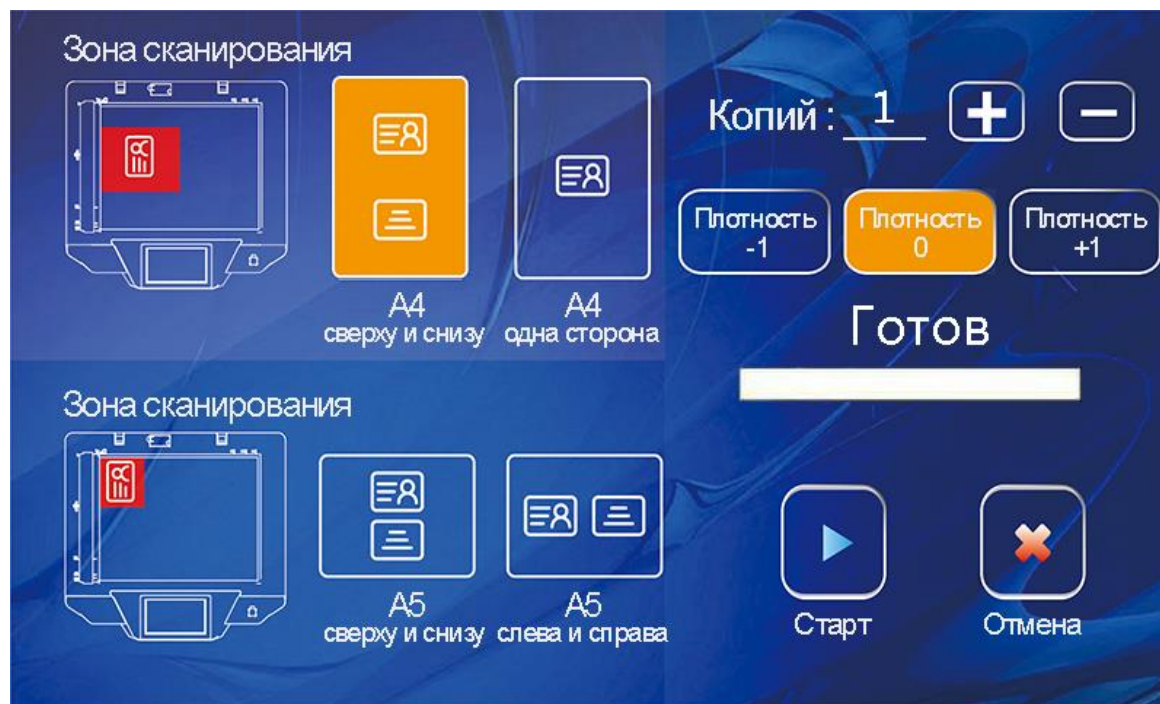 Зона сканирования
A4
сверху и снизу
A4
одна сторона
Зона сканирования
A5
сверху и снизу
A5
слева и справа
Копий : 1
Плотность
-1
Плотность
0
Плотность
+1
Готов
Старт
Отмена